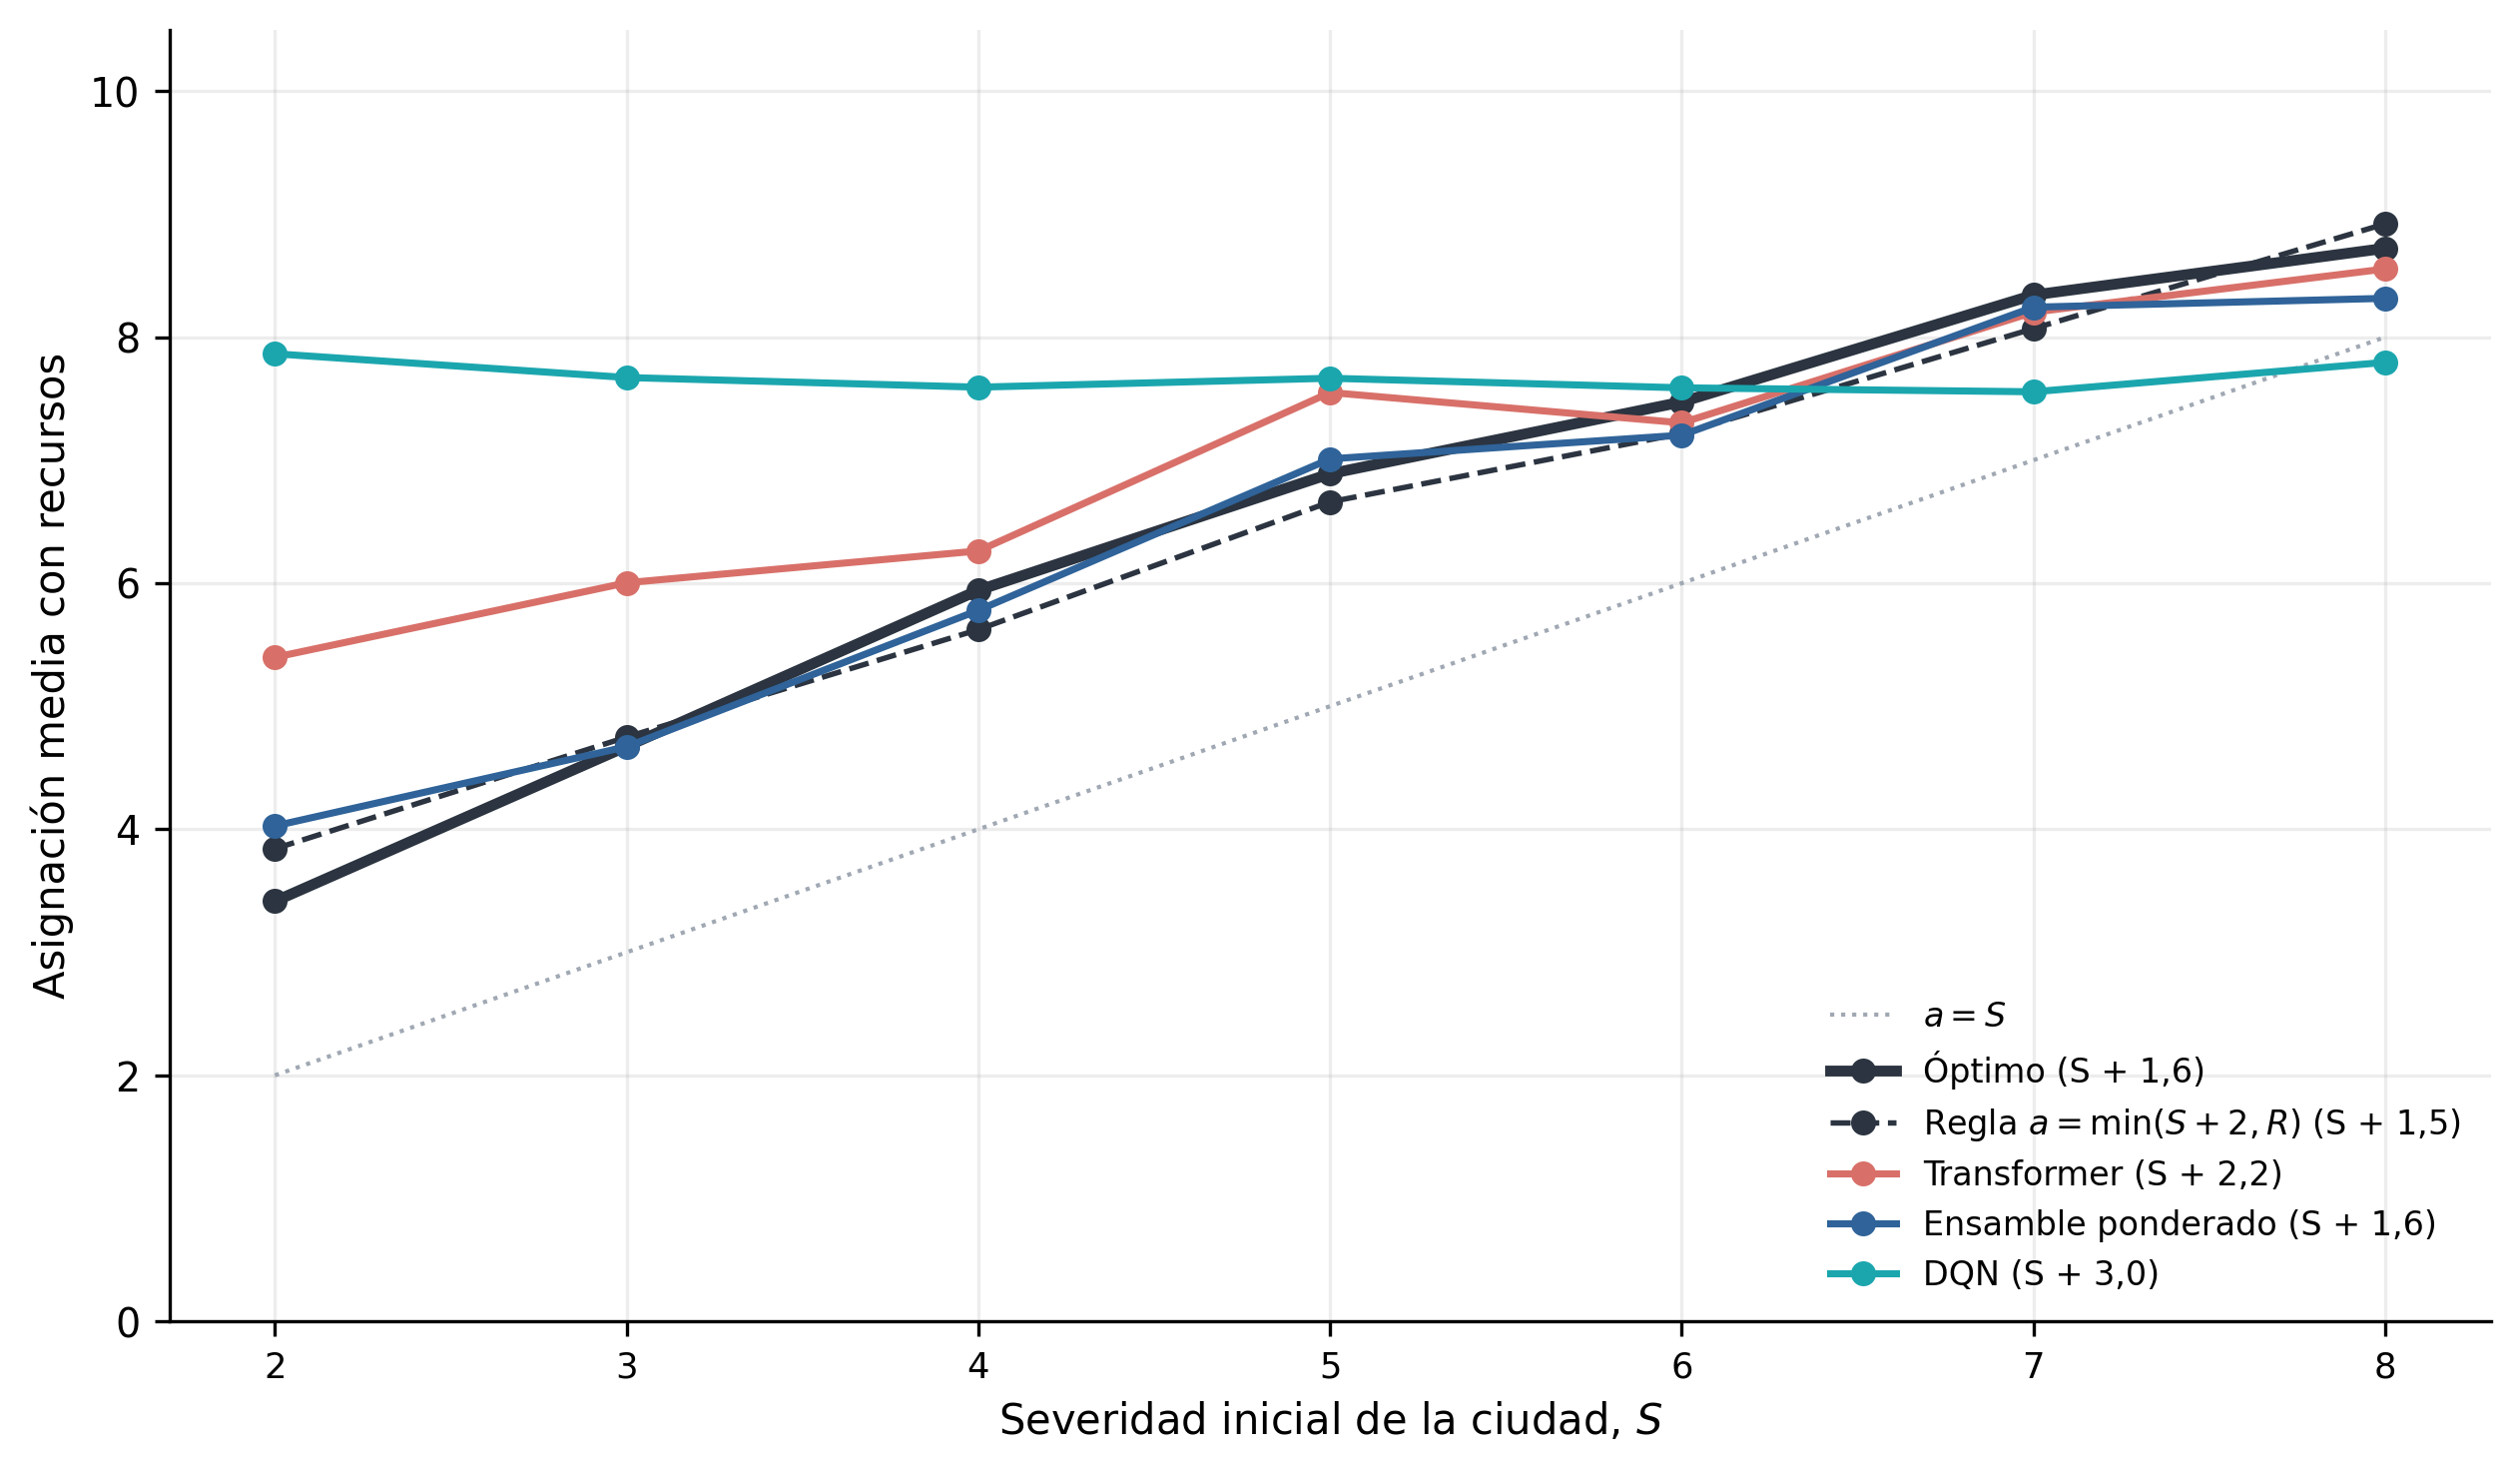 Asignación media con recursos
10
8
6
4
2
0
2 3 4 5 6 7 8
Severidad inicial de la ciudad, S
a = S
Óptimo (S + 1,6)
Regla a = min(S + 2, R) (S + 1,5)
Transformer (S + 2,2)
Ensamble ponderado (S + 1,6)
DQN (S + 3,0)